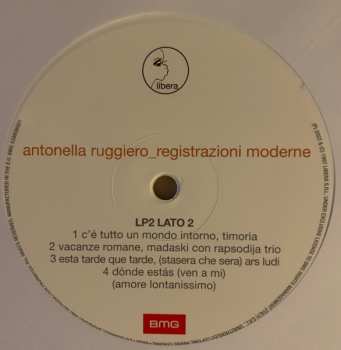 libera
antonella ruggiero_registrazioni moderne
LP2 LATO 2
1 c'é tutto un mondo intorno, timoria
2 vacanze romane, madaski con rapsodija trio
3 esta tarde que tarde, (stasera che sera) ars ludi
4 dónde estás (ven a mi)
(amore lontanissimo)
BMG